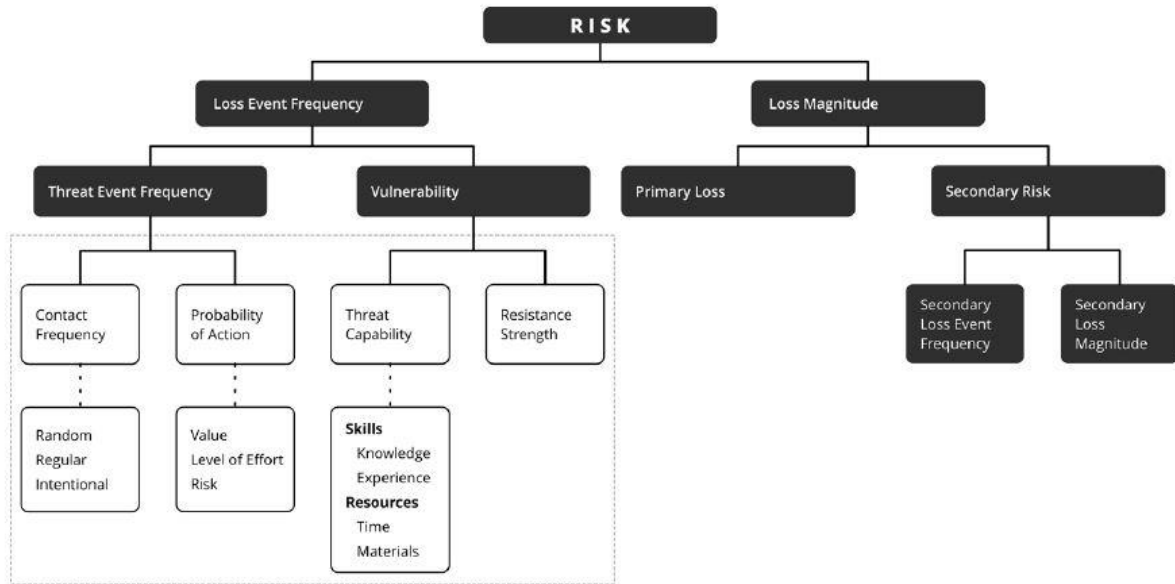 RISK
Loss Event Frequency
Loss Magnitude
Threat Event Frequency
Vulnerability
Primary Loss
Secondary Risk
Contact
Frequency
Probability
of Action
Threat
Capability
Resistance
Strength
Secondary
Loss Event
Frequency
Secondary
Loss
Magnitude
Random
Regular
Intentional
Value
Level of Effort
Risk
Skills
Knowledge
Experience
Resources
Time
Materials